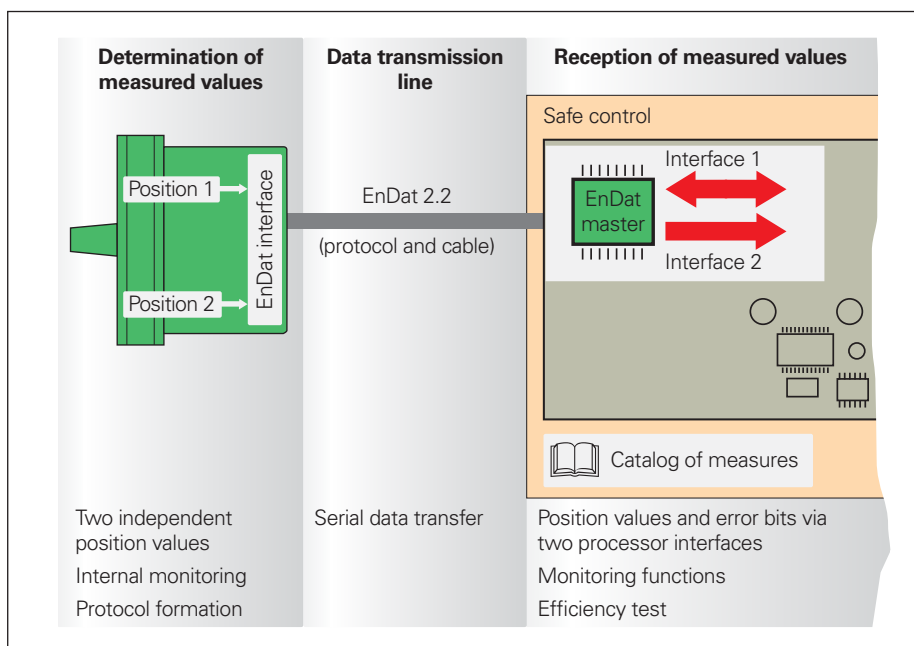 Determination of
measured values
Data transmission
line
Reception of measured values
Safe control
Position 1
Position 2
EnDat interface
EnDat 2.2
(protocol and cable)
EnDat
master
Interface 1
Interface 2
Catalog of measures
Two independent
position values
Internal monitoring
Protocol formation
Serial data transfer
Position values and error bits via
two processor interfaces
Monitoring functions
Efficiency test